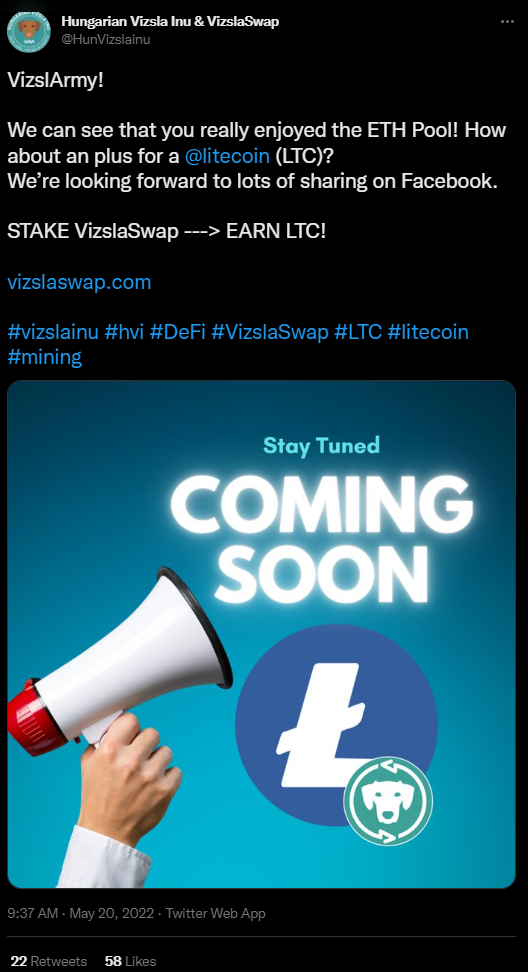 Hungarian Vizsla Inu & VizslaSwap
@HunVizslainu
VizslArmy!
We can see that you really enjoyed the ETH Pool! How
about an plus for a @litecoin (LTC)?
We’re looking forward to lots of sharing on Facebook.
STAKE VizslaSwap ---> EARN LTC!
vizslaswap.com
#vizslainu #hvi #DeFi #VizslaSwap #LTC #litecoin
#mining
Stay Tuned
COMING
SOON
9:37 AM · May 20, 2022 · Twitter Web App
22 Retweets 58 Likes